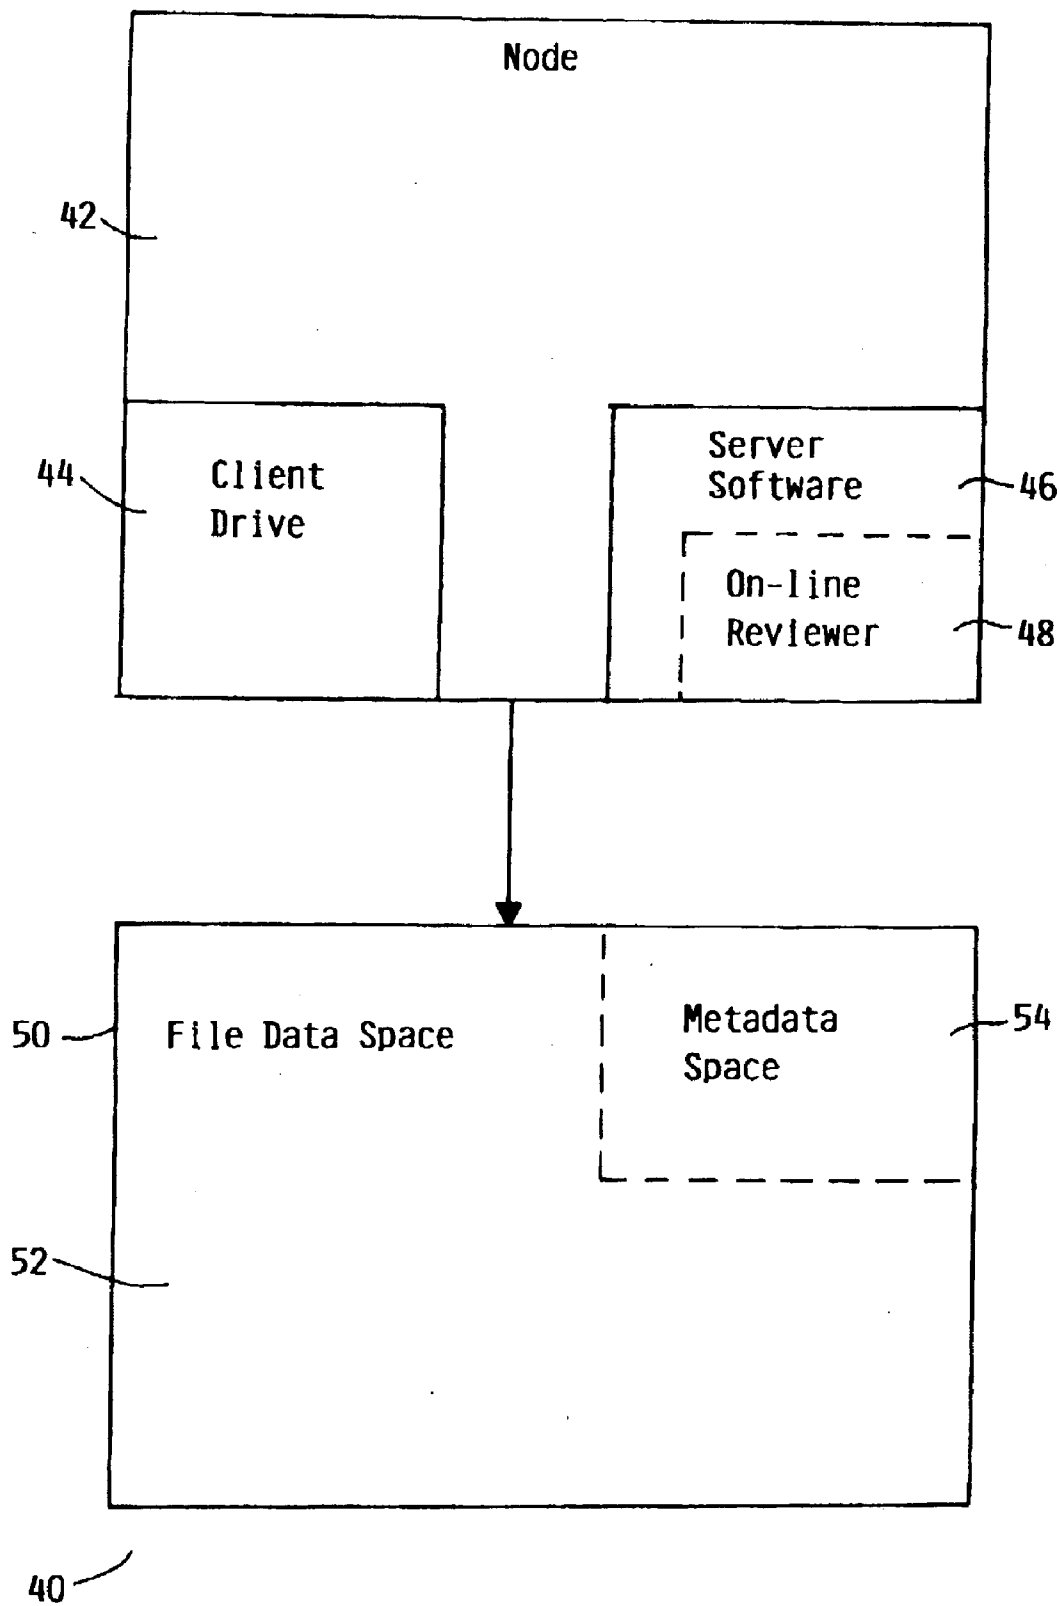 Node
42
44
Client
Drive
Server
Software
46
On-line
Reviewer
48
50
File Data Space
Metadata
Space
54
52
40